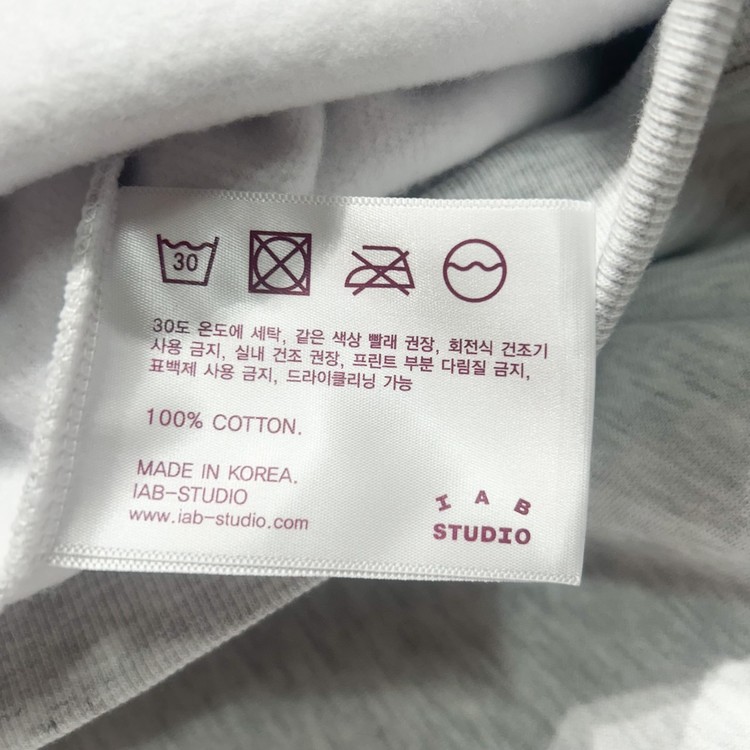 30
30도 온도에 세탁, 같은 색상 빨래 권장, 회전식 건조기
사용 금지, 실내 건조 권장, 프린트 부분 다림질 금지,
표백제 사용 금지, 드라이클리닝 가능
100% COTTON.
MADE IN KOREA.
IAB-STUDIO
www.iab-studio.com
I A B
STUDIO